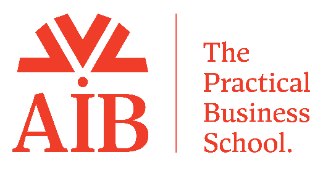 AIB
The
Practical
Business
School.